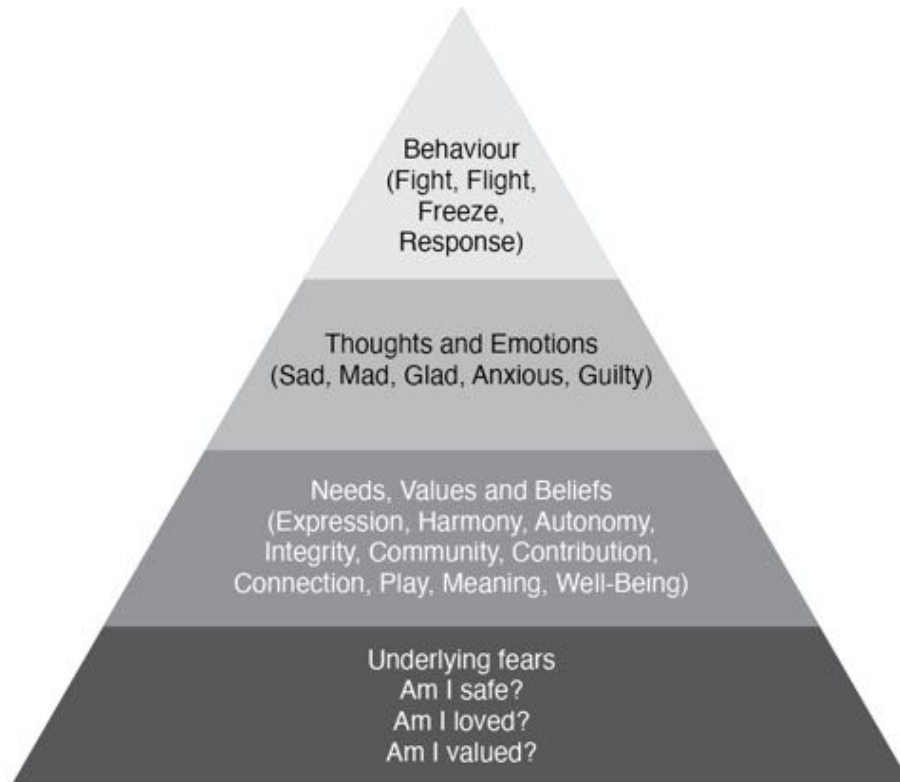 Behaviour
(Fight, Flight,
Freeze,
Response)
Thoughts and Emotions
(Sad, Mad, Glad, Anxious, Guilty)
Needs, Values and Beliefs
(Expression, Harmony, Autonomy,
Integrity, Community, Contribution,
Connection, Play, Meaning, Well-Being)
Underlying fears
Am I safe?
Am I loved?
Am I valued?